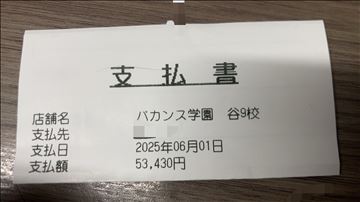 支払書
店舗名 バカンス学園 谷9校
支払先
支払日 2025年06月01日
支払額 53,430円